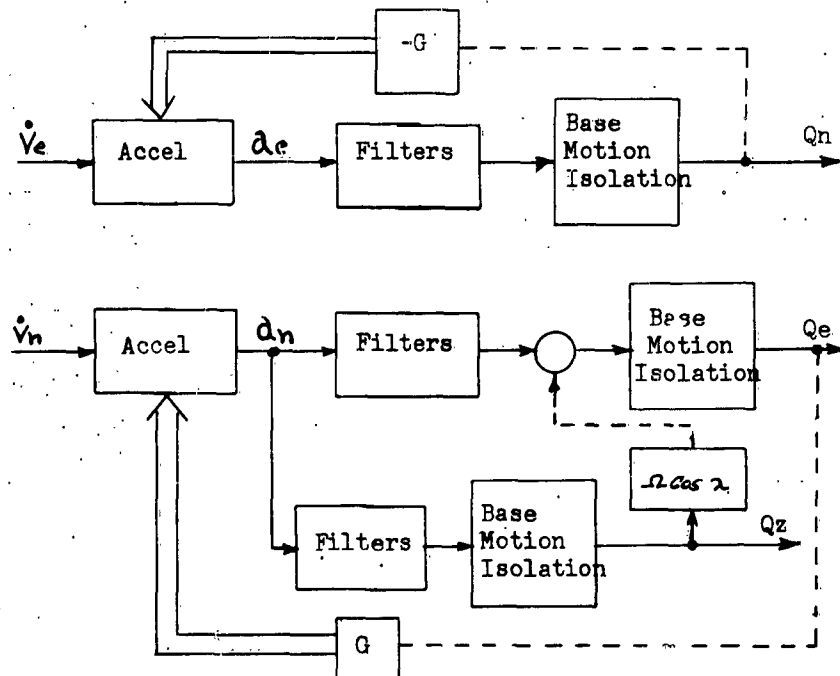 -G
V̇e
Accel
ae
Filters
Base
Motion
Isolation
Qn
V̇n
Accel
an
Filters
Base
Motion
Isolation
Qe
Ω Cos λ
Filters
Base
Motion
Isolation
Qz
G